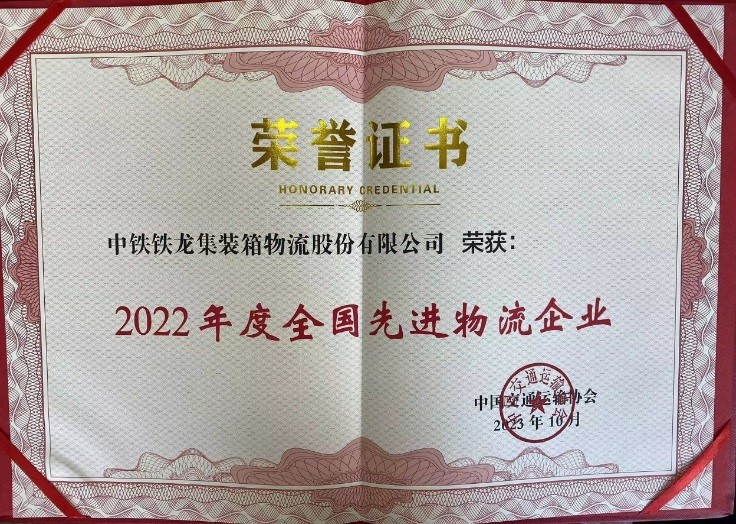 荣誉证书
HONORARY CREDENTIAL
中铁铁龙集装箱物流股份有限公司 荣获：
2022年度全国先进物流企业
中国交通运输协会
2023年10月